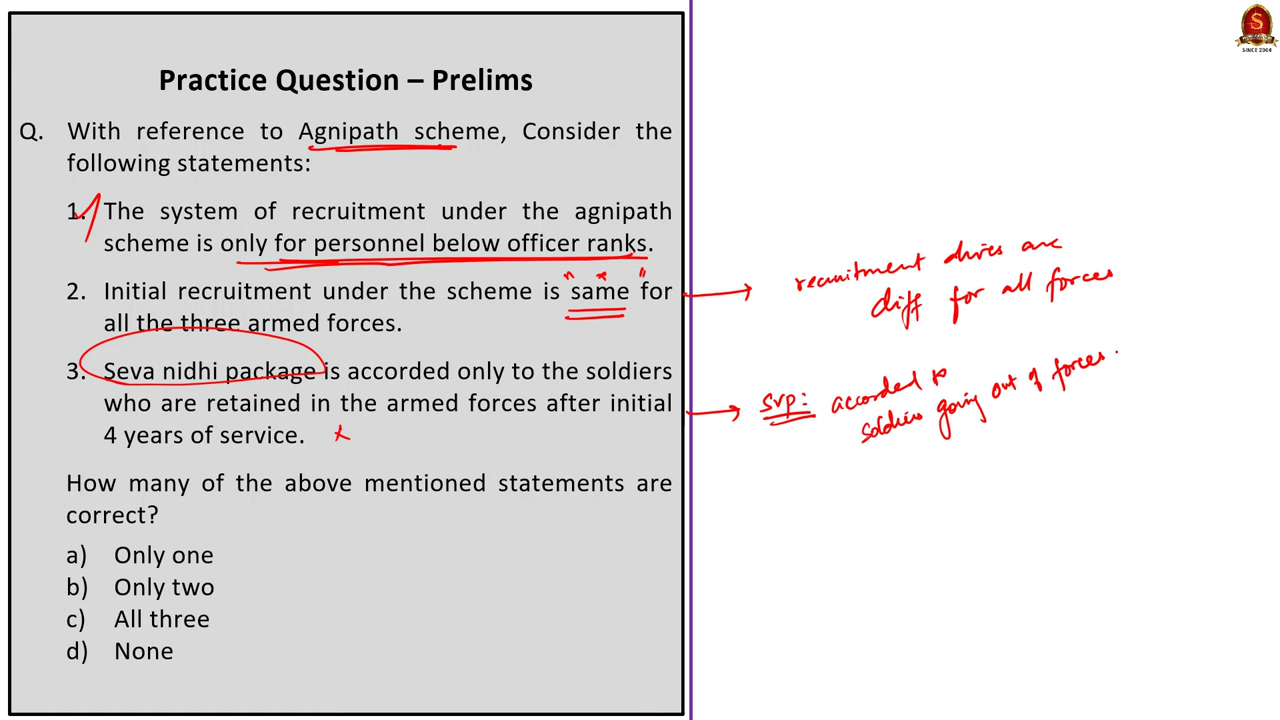 Practice Question – Prelims
Q. With reference to Agnipath scheme, Consider the
following statements:
1. The system of recruitment under the agnipath
scheme is only for personnel below officer ranks.
2. Initial recruitment under the scheme is same for
all the three armed forces.
3. Seva nidhi package is accorded only to the soldiers
who are retained in the armed forces after initial
4 years of service.
How many of the above mentioned statements are
correct?
a) Only one
b) Only two
c) All three
d) None
recruitment drives are
diff for all forces
SNP: accorded to
soldiers going out of forces.
S
SINCE 2004